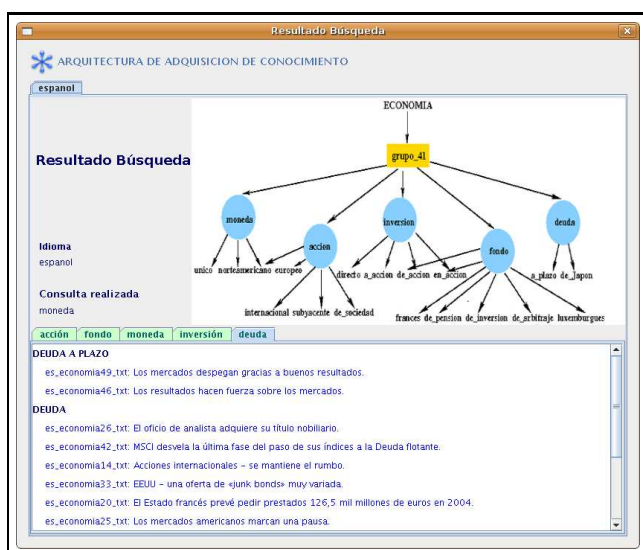 Resultado Búsqueda
ARQUITECTURA DE ADQUISICION DE CONOCIMIENTO
espanol
ECONOMIA
grupo_41
Resultado Búsqueda
moneda
accion
inversion
fondo
deuda
Idioma
espanol
unico norteamericano europeo
directo a_accion de_accion en_accion
a_plazo de_Japon
Consulta realizada
moneda
internacional subyacente de_sociedad
frances de_pension de_inversion de_arbitraje luxemburgues
acción fondo moneda inversión deuda
DEUDA A PLAZO
es_economia49_txt: Los mercados despegan gracias a buenos resultados.
es_economia46_txt: Los resultados hacen fuerza sobre los mercados.
DEUDA
es_economia26_txt: El oficio de analista adquiere su título nobiliario.
es_economia42_txt: MSCI desvela la última fase del paso de sus índices a la Deuda flotante.
es_economia14_txt: Acciones internacionales – se mantiene el rumbo.
es_economia33_txt: EEUU – una oferta de «junk bonds» muy variada.
es_economia20_txt: El Estado francés prevé pedir prestados 126,5 mil millones de euros en 2004.
es_economia25_txt: Los mercados americanos marcan una pausa.